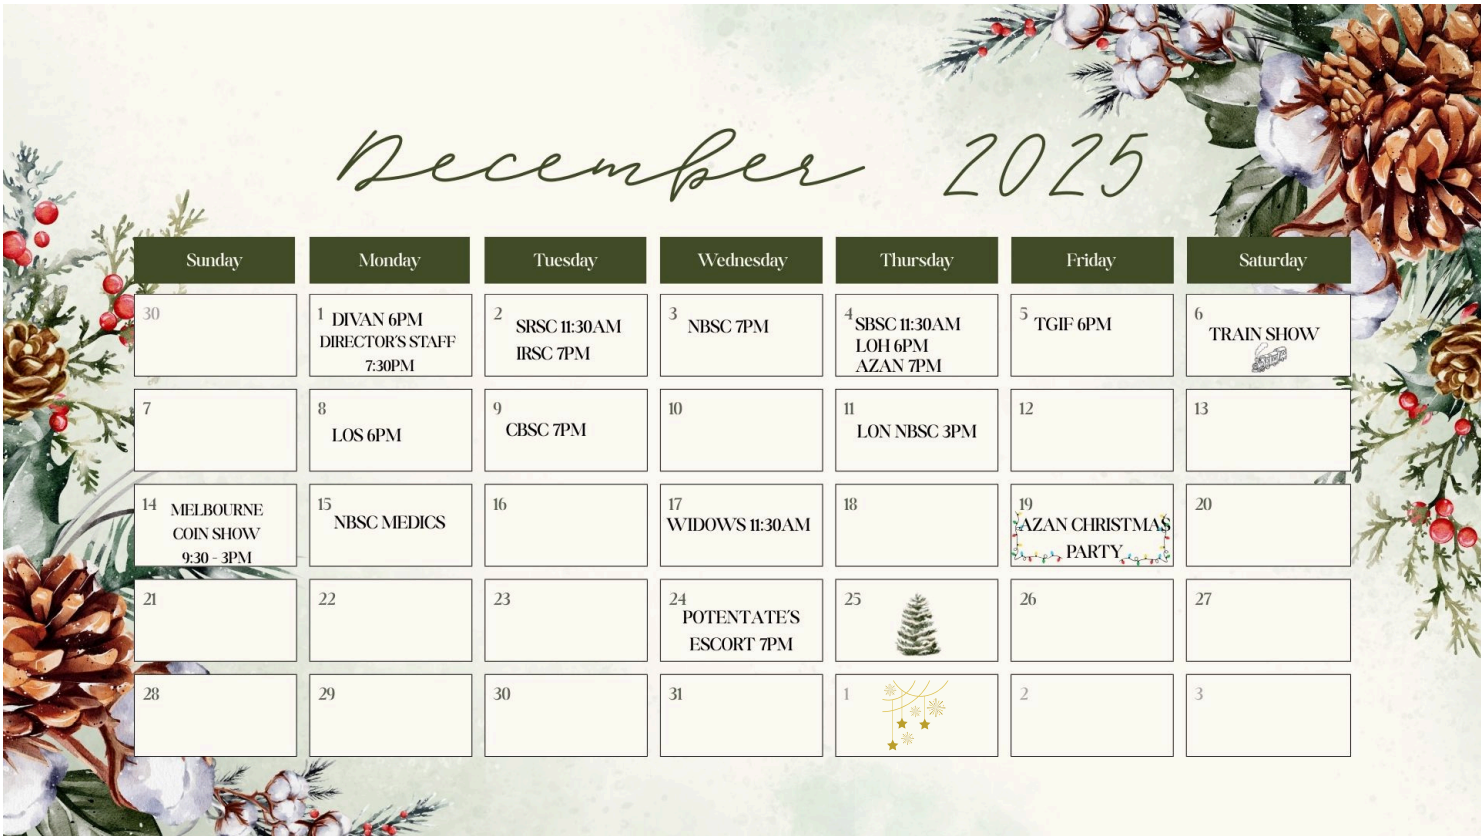 December 2025
Sunday Monday Tuesday Wednesday Thursday Friday Saturday
30
1 DIVAN 6PM
DIRECTOR'S STAFF
7:30PM
2 SRSC 11:30AM
IRSC 7PM
3 NBSC 7PM
4 SBSC 11:30AM
LOH 6PM
AZAN 7PM
5 TGIF 6PM
6 TRAIN SHOW
7
8 LOS 6PM
9 CBSC 7PM
10
11 LON NBSC 3PM
12
13
14 MELBOURNE
COIN SHOW
9:30 - 3PM
15 NBSC MEDICS
16
17 WIDOWS 11:30AM
18
19 AZAN CHRISTMAS
PARTY
20
21
22
23
24 POTENTATE'S
ESCORT 7PM
25
26
27
28
29
30
31
1
2
3